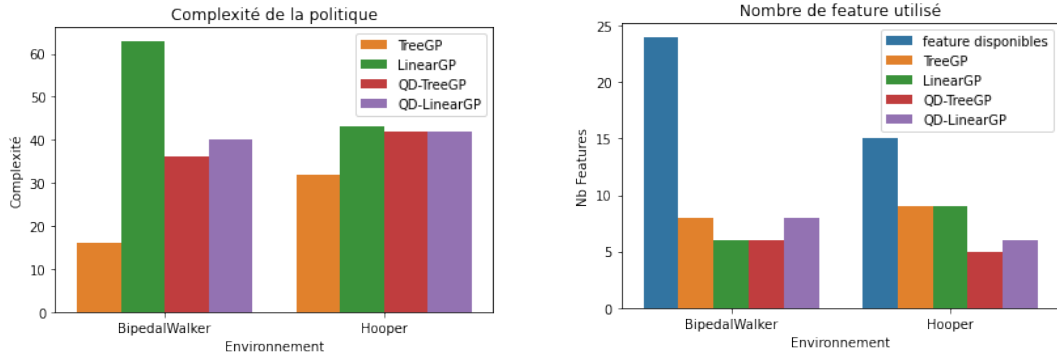 Complexité de la politique
Complexité
60
50
40
30
20
10
0
TreeGP
LinearGP
QD-TreeGP
QD-LinearGP
BipedalWalker
Hooper
Environnement
Nombre de feature utilisé
Nb Features
25
20
15
10
5
0
feature disponibles
TreeGP
LinearGP
QD-TreeGP
QD-LinearGP
BipedalWalker
Hooper
Environnement